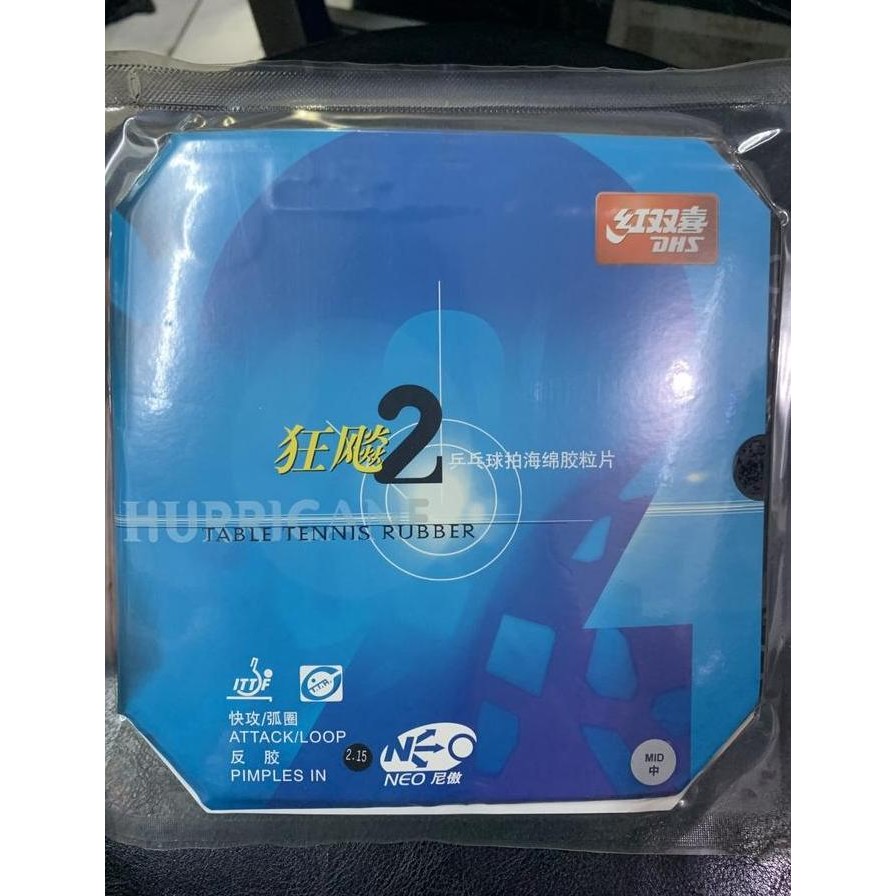 红双喜
DHS
狂飚2
乒乓球拍海绵胶粒片
HURRICANE
TABLE TENNIS RUBBER
ITTF
T.T.R.
快攻/弧圈
ATTACK/LOOP
反 胶
PIMPLES IN
2.15
NEO
NEO 尼傲
MID
中